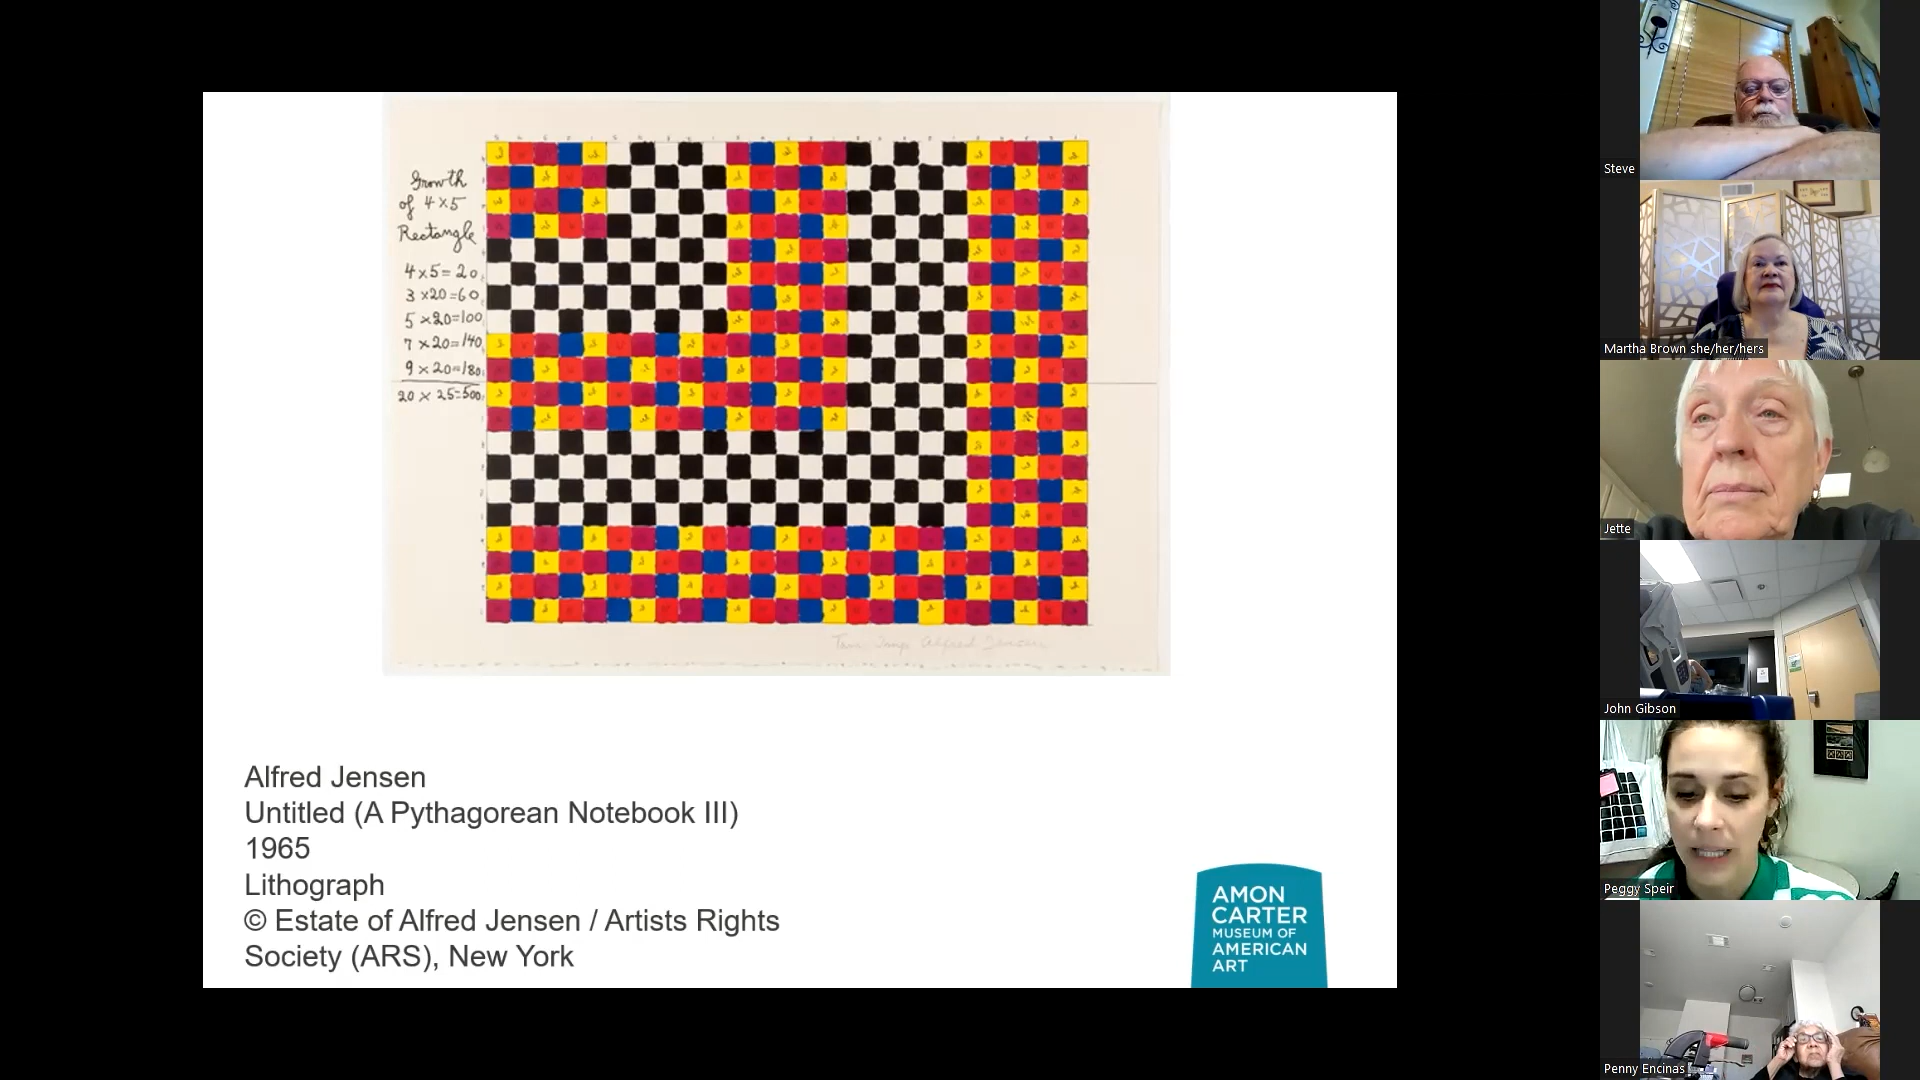 Growth
of 4 x 5
Rectangle
4 x 5 = 20
3 x 20 = 60
5 x 20 = 100
7 x 20 = 140
9 x 20 = 180
20 x 25 = 500
Alfred Jensen
Alfred Jensen
Untitled (A Pythagorean Notebook III)
1965
Lithograph
© Estate of Alfred Jensen / Artists Rights
Society (ARS), New York
AMON
CARTER
MUSEUM OF
AMERICAN
ART
Steve
Martha Brown she/her/hers
Jette
John Gibson
Peggy Speir
Penny Encinas